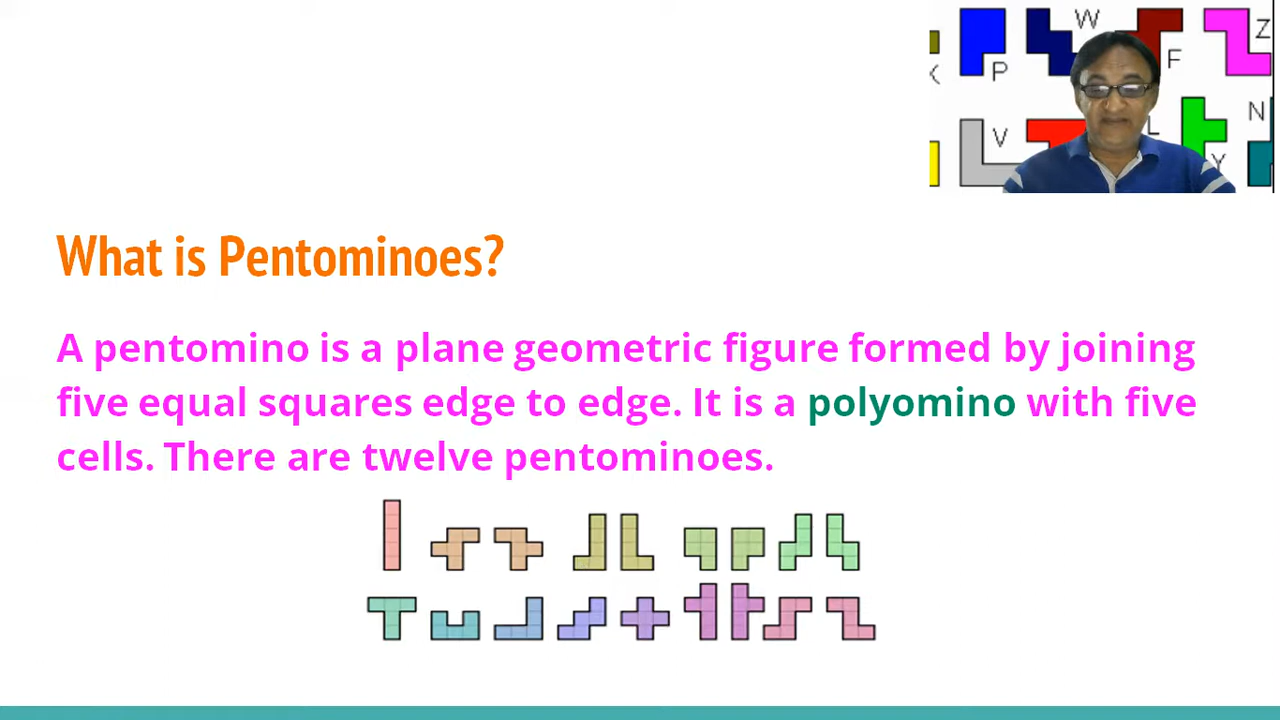 W
Z
X
P
F
V
L
N
Y
What is Pentominoes?
A pentomino is a plane geometric figure formed by joining
five equal squares edge to edge. It is a polyomino with five
cells. There are twelve pentominoes.